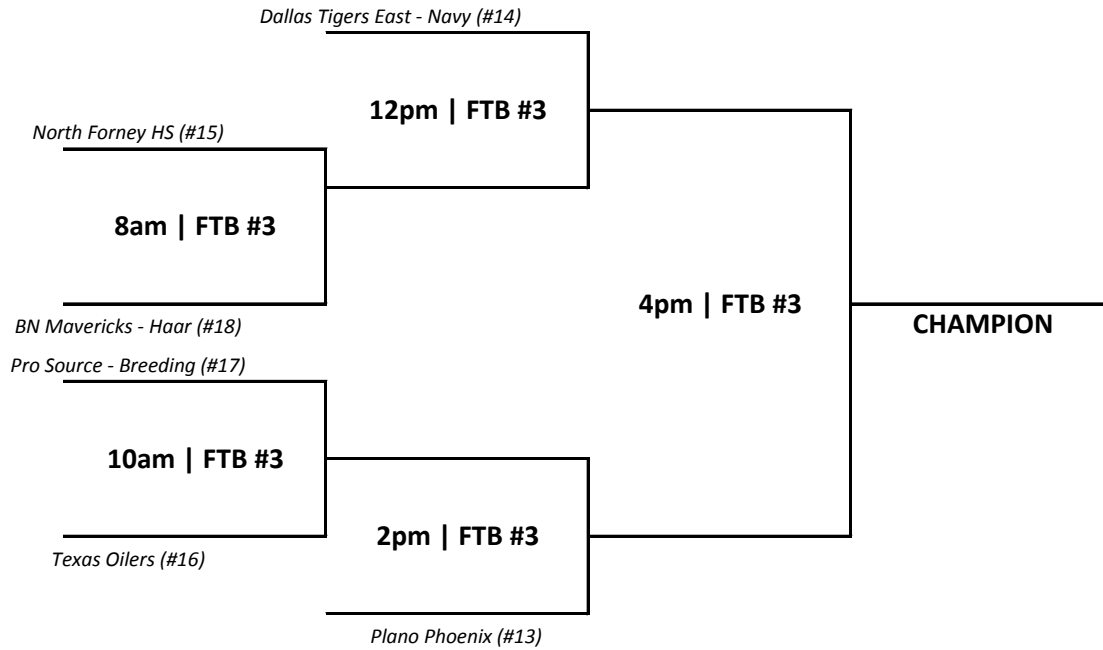 Dallas Tigers East - Navy (#14)
12pm | FTB #3
North Forney HS (#15)
8am | FTB #3
BN Mavericks - Haar (#18)
4pm | FTB #3
CHAMPION
Pro Source - Breeding (#17)
10am | FTB #3
2pm | FTB #3
Texas Oilers (#16)
Plano Phoenix (#13)